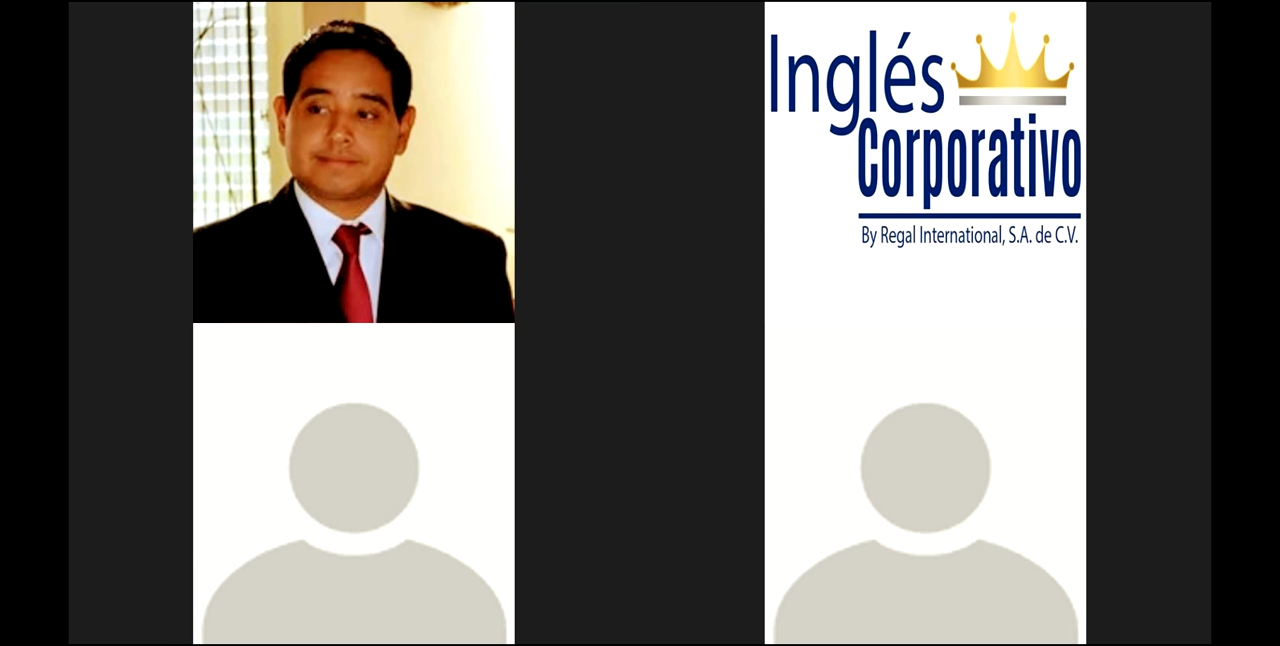 Inglés
Corporativo
By Regal International, S.A. de C.V.